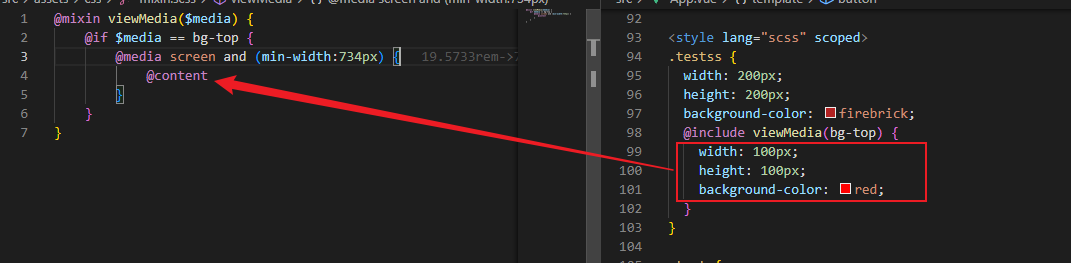 src > assets > css > mixin.scss > viewMedia > {} @media screen and (min-width:734px)
1 @mixin viewMedia($media) {
2 @if $media == bg-top {
3 @media screen and (min-width:734px) { 19.5733rem->7
4 @content
5 }
6 }
7 }
src > App.vue > {} template > button
92
93 <style lang="scss" scoped>
94 .testss {
95 width: 200px;
96 height: 200px;
97 background-color: firebrick;
98 @include viewMedia(bg-top) {
99 width: 100px;
100 height: 100px;
101 background-color: red;
102 }
103 }
104